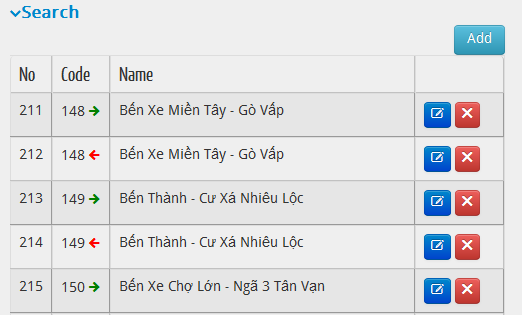 Search
Add
No Code Name
211 148 Bến Xe Miền Tây - Gò Vấp
212 148 Bến Xe Miền Tây - Gò Vấp
213 149 Bến Thành - Cư Xá Nhiêu Lộc
214 149 Bến Thành - Cư Xá Nhiêu Lộc
215 150 Bến Xe Chợ Lớn - Ngã 3 Tân Vạn